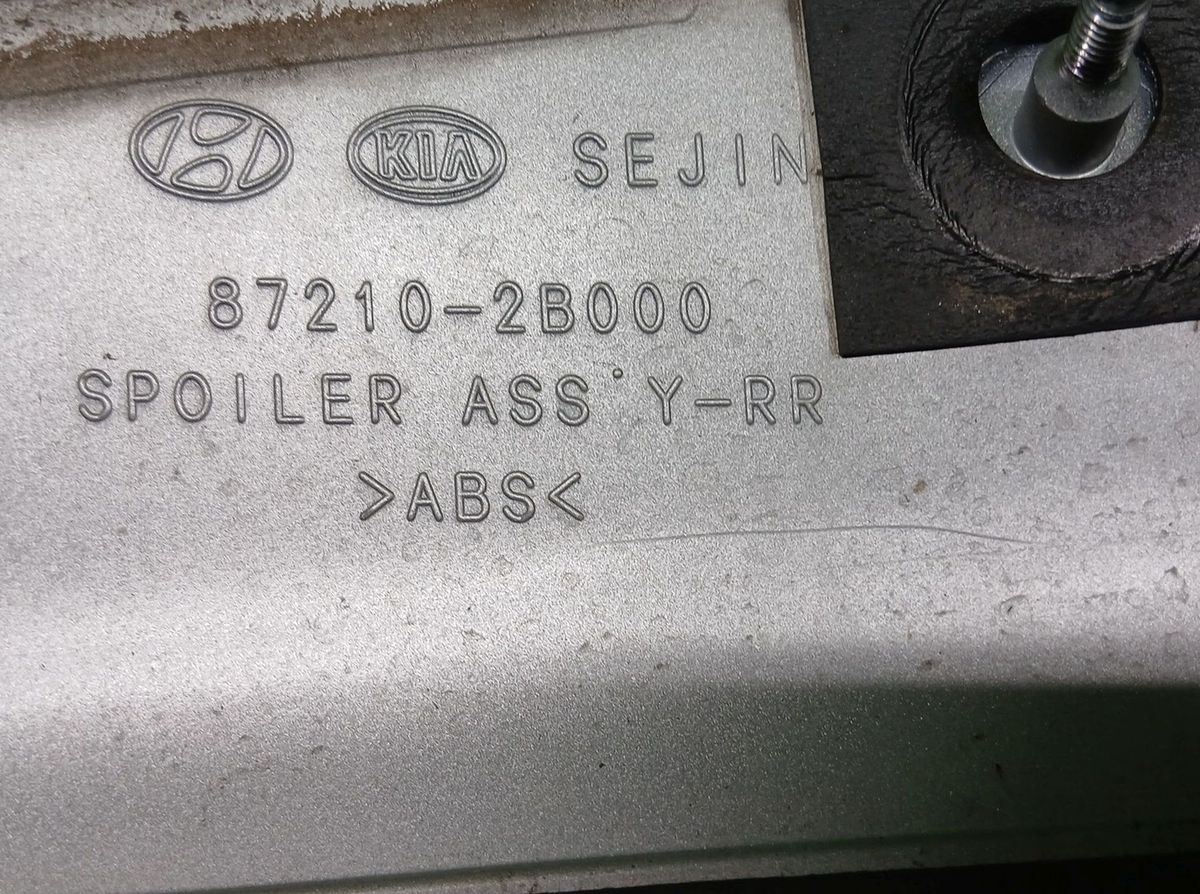 KIA SEJIN
87210-2B000
SPOILER ASS'Y-RR
>ABS<